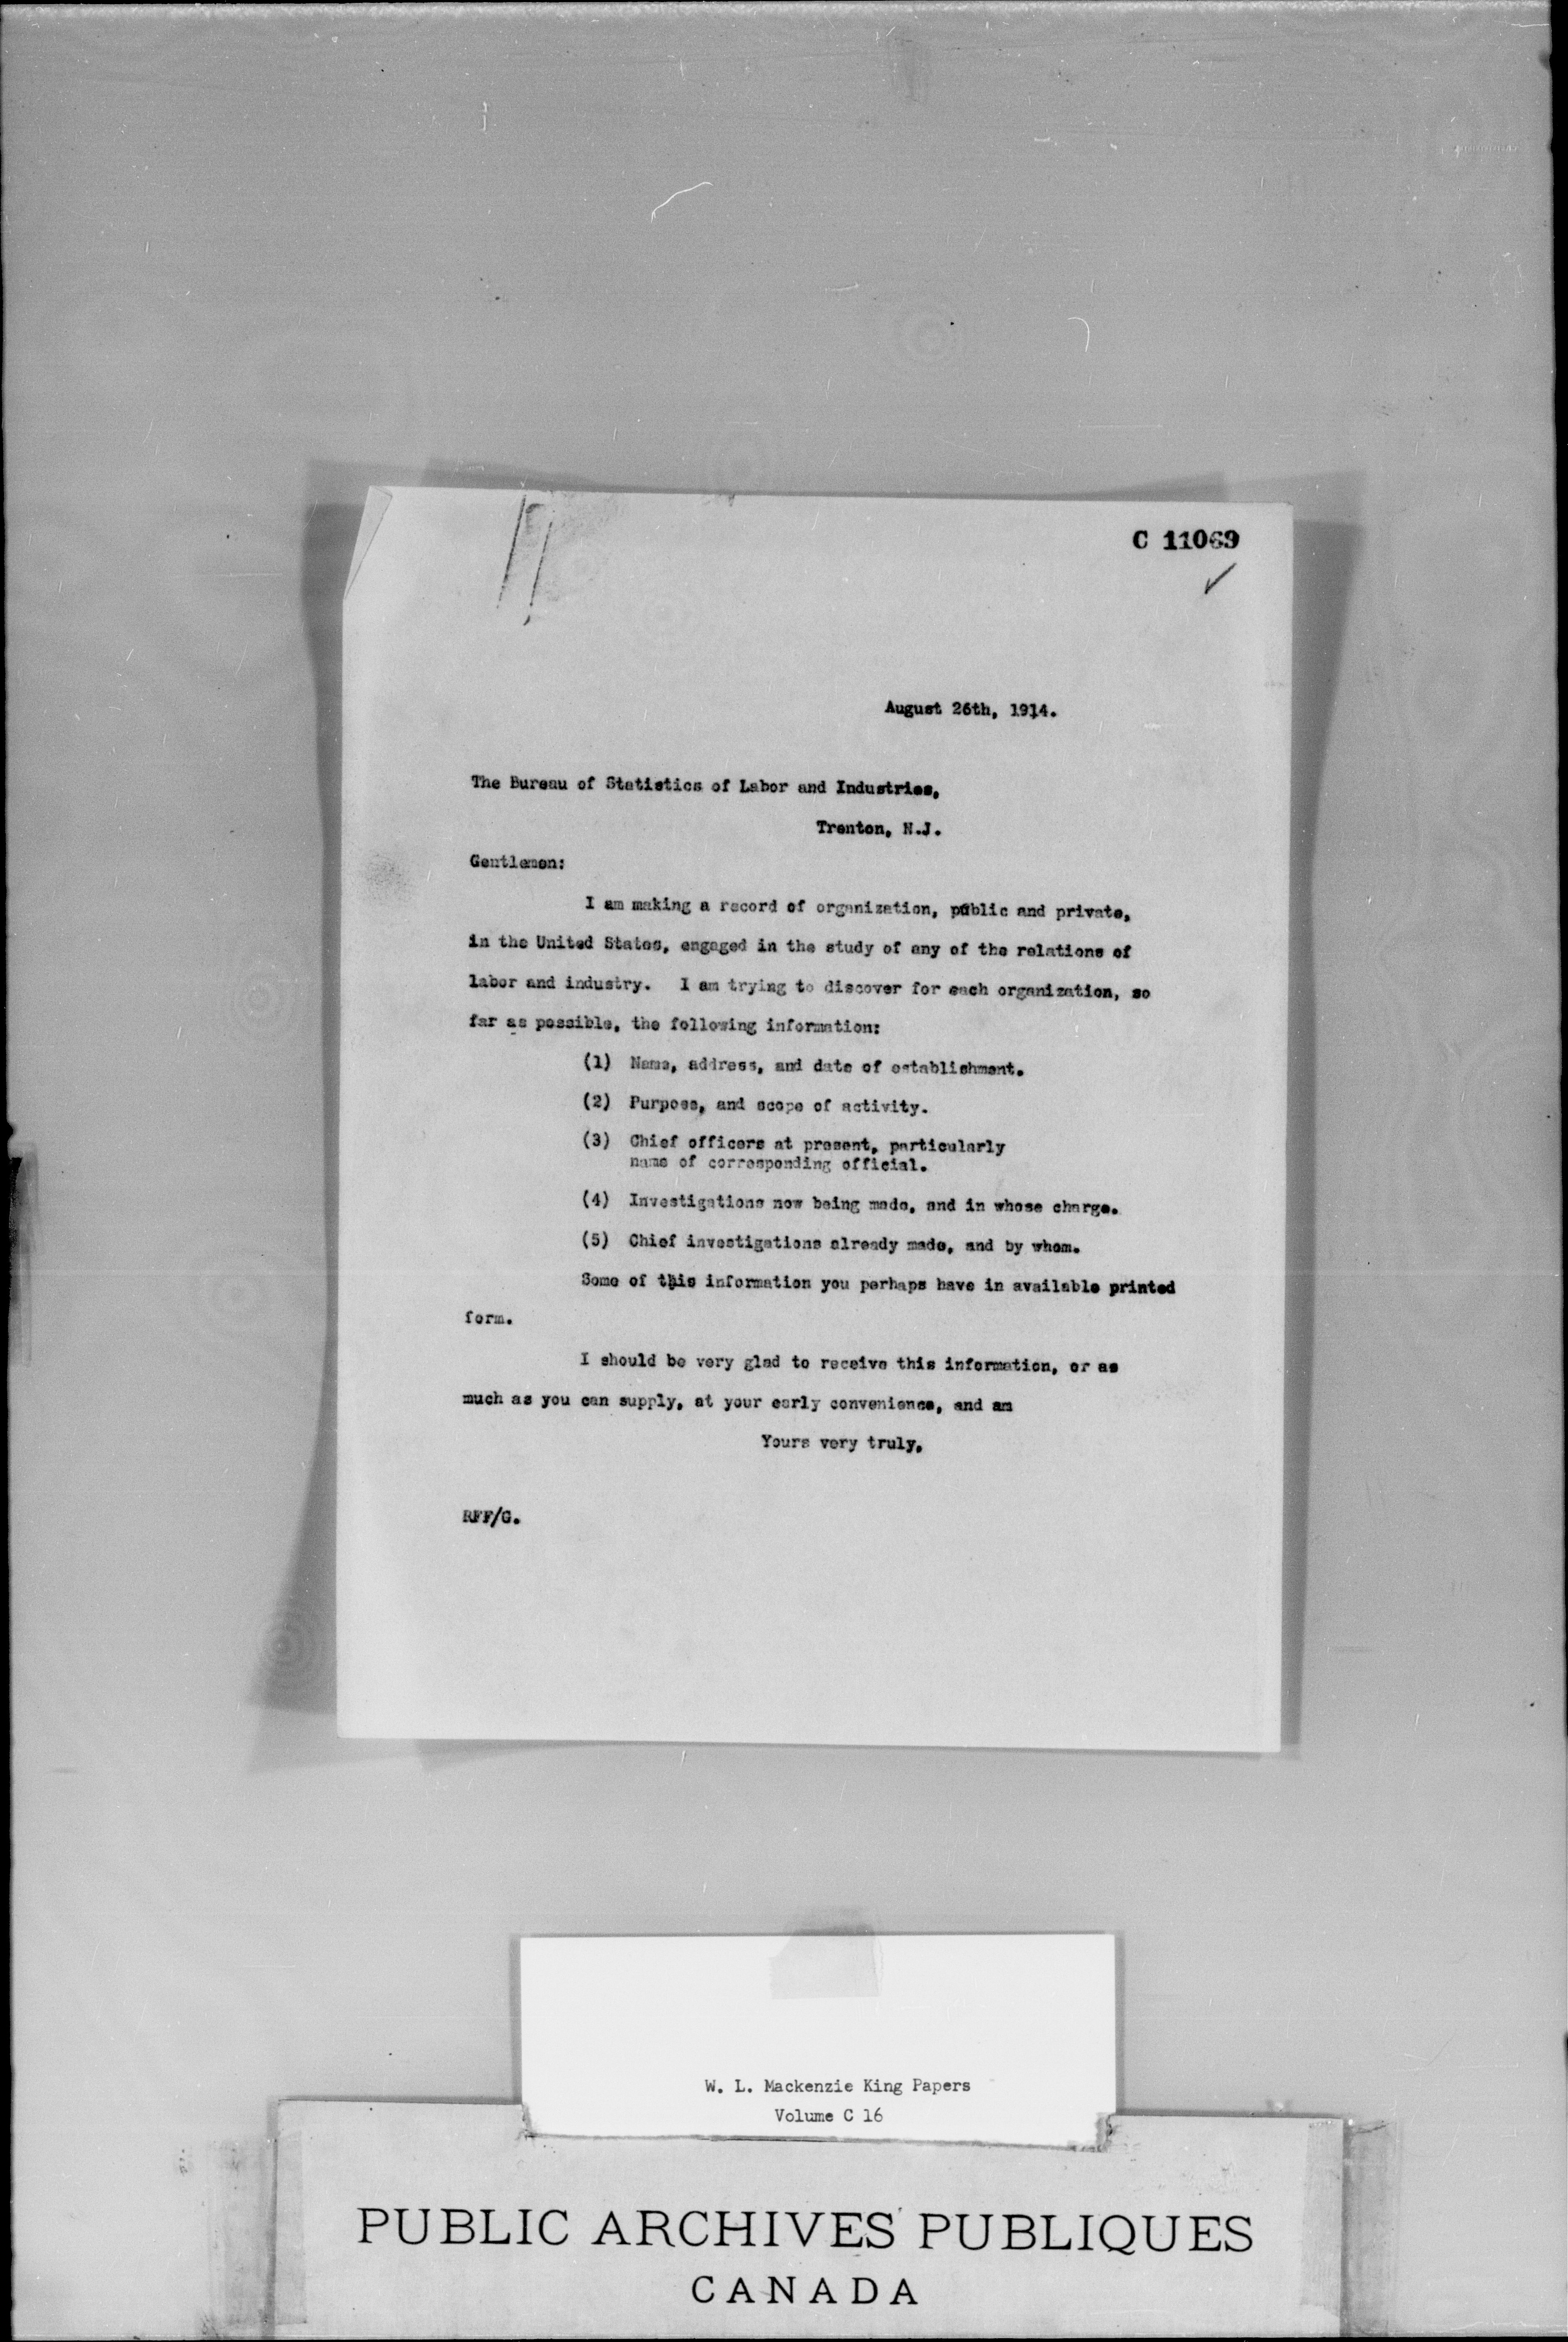 C 11069
August 26th, 1914.
The Bureau of Statistics of Labor and Industries,
Trenton, N.J.
Gentlemen:
I am making a record of organization, public and private,
in the United States, engaged in the study of any of the relations of
labor and industry. I am trying to discover for each organization, so
far as possible, the following information:
(1) Name, address, and date of establishment.
(2) Purpose, and scope of activity.
(3) Chief officers at present, particularly
name of corresponding official.
(4) Investigations now being made, and in whose charge.
(5) Chief investigations already made, and by whom.
Some of this information you perhaps have in available printed
form.
I should be very glad to receive this information, or as
much as you can supply, at your early convenience, and am
Yours very truly,
RFF/G.
W. L. Mackenzie King Papers
Volume C 16
PUBLIC ARCHIVES PUBLIQUES
CANADA